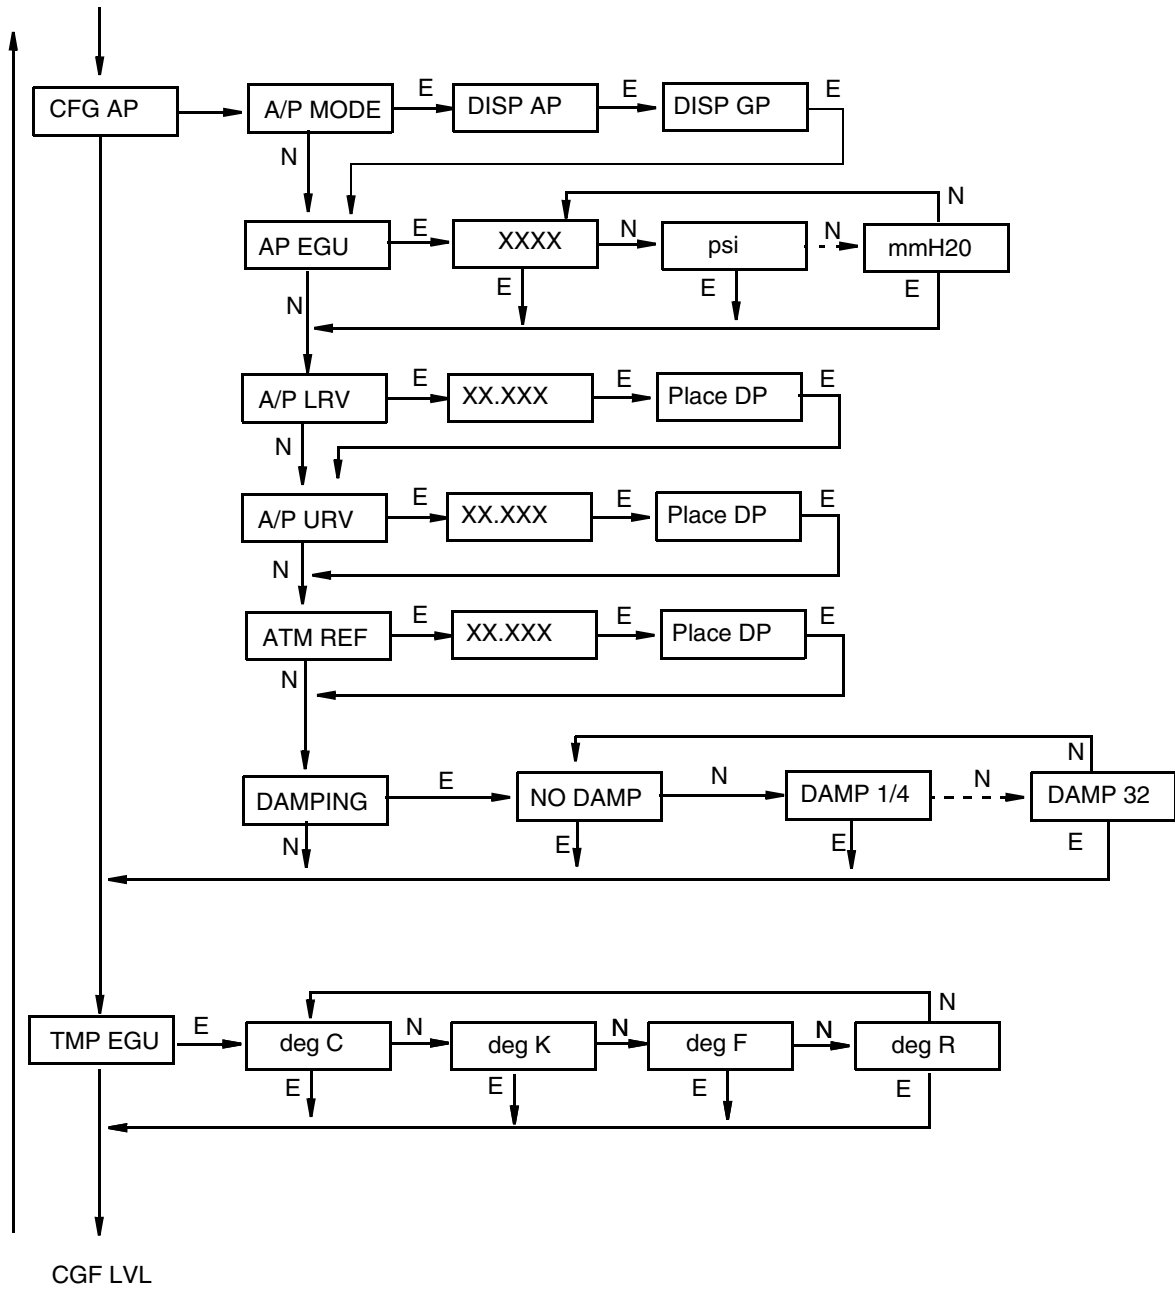 CFG AP
A/P MODE
E
DISP AP
E
DISP GP
E
N
AP EGU
E
XXXX
N
psi
N
mmH20
N
E
E
E
N
A/P LRV
E
XX.XXX
E
Place DP
E
N
A/P URV
E
XX.XXX
E
Place DP
E
N
ATM REF
E
XX.XXX
E
Place DP
E
N
DAMPING
E
NO DAMP
N
DAMP 1/4
N
DAMP 32
N
N
E
E
E
TMP EGU
E
deg C
N
deg K
N
deg F
N
deg R
N
E
E
E
E
CGF LVL